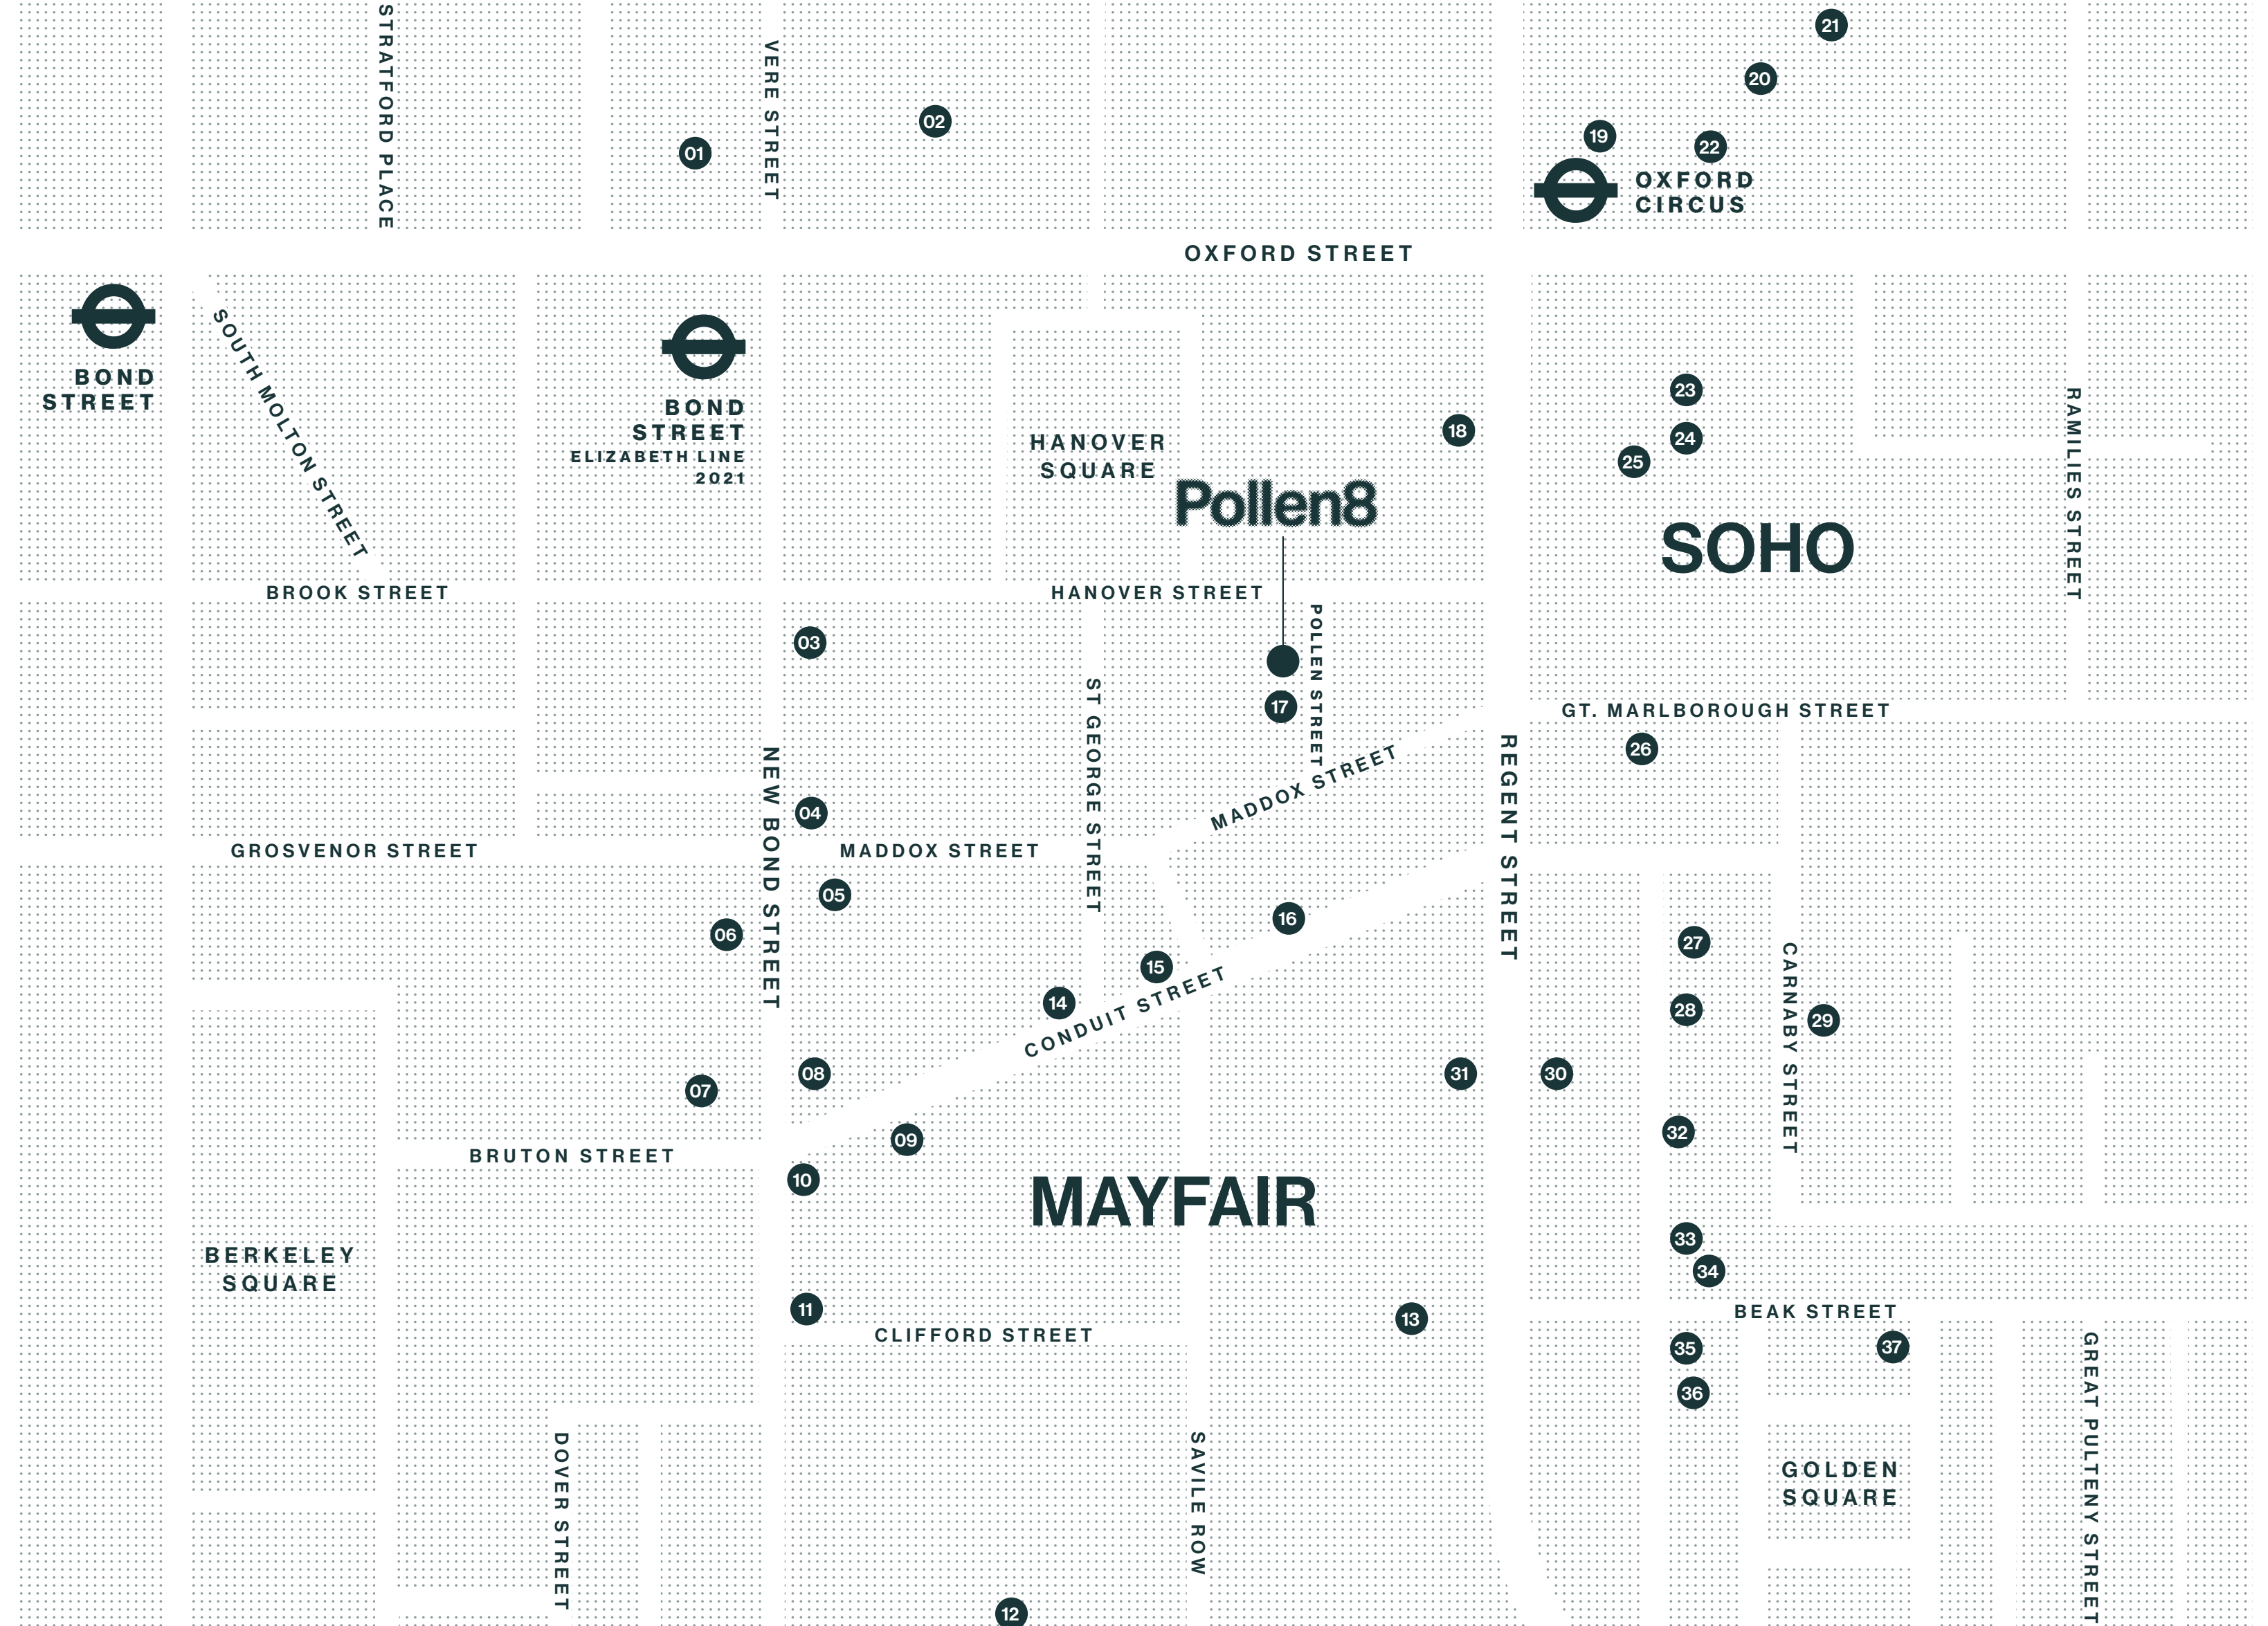 STRATFORD PLACE
VERE STREET
01
02
19
20
21
22
OXFORD
CIRCUS
OXFORD STREET
BOND
STREET
SOUTH MOLTON STREET
BOND
STREET
ELIZABETH LINE
2021
HANOVER
SQUARE
Pollen8
18
23
24
25
SOHO
RAMILIES STREET
BROOK STREET
HANOVER STREET
03
POLLEN STREET
17
ST GEORGE STREET
GT. MARLBOROUGH STREET
26
NEW BOND STREET
04
MADDOX STREET
REGENT STREET
GROSVENOR STREET
MADDOX STREET
05
06
16
15
14
CONDUIT STREET
27
28
CARNABY STREET
29
07
08
31
30
09
32
BRUTON STREET
10
MAYFAIR
33
34
BERKELEY
SQUARE
11
CLIFFORD STREET
13
BEAK STREET
35
37
36
GREAT PULTENY STREET
DOVER STREET
SAVILE ROW
GOLDEN
SQUARE
12